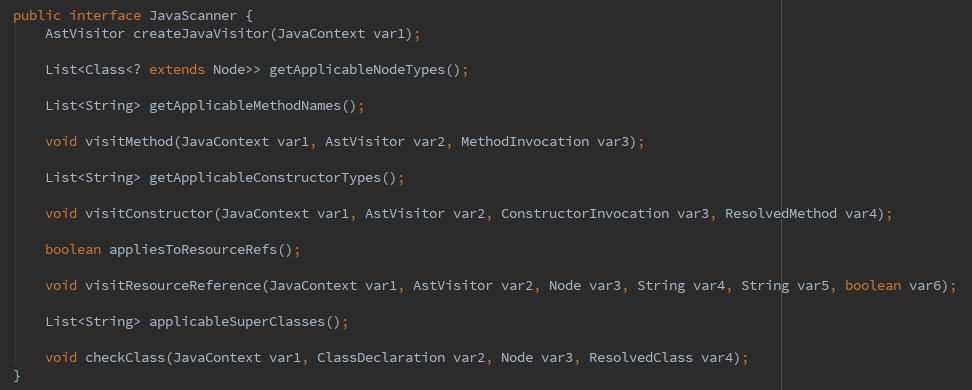 public interface JavaScanner {
AstVisitor createJavaVisitor(JavaContext var1);
List<Class<? extends Node>> getApplicableNodeTypes();
List<String> getApplicableMethodNames();
void visitMethod(JavaContext var1, AstVisitor var2, MethodInvocation var3);
List<String> getApplicableConstructorTypes();
void visitConstructor(JavaContext var1, AstVisitor var2, ConstructorInvocation var3, ResolvedMethod var4);
boolean appliesToResourceRefs();
void visitResourceReference(JavaContext var1, AstVisitor var2, Node var3, String var4, String var5, boolean var6);
List<String> applicableSuperClasses();
void checkClass(JavaContext var1, ClassDeclaration var2, Node var3, ResolvedClass var4);
}